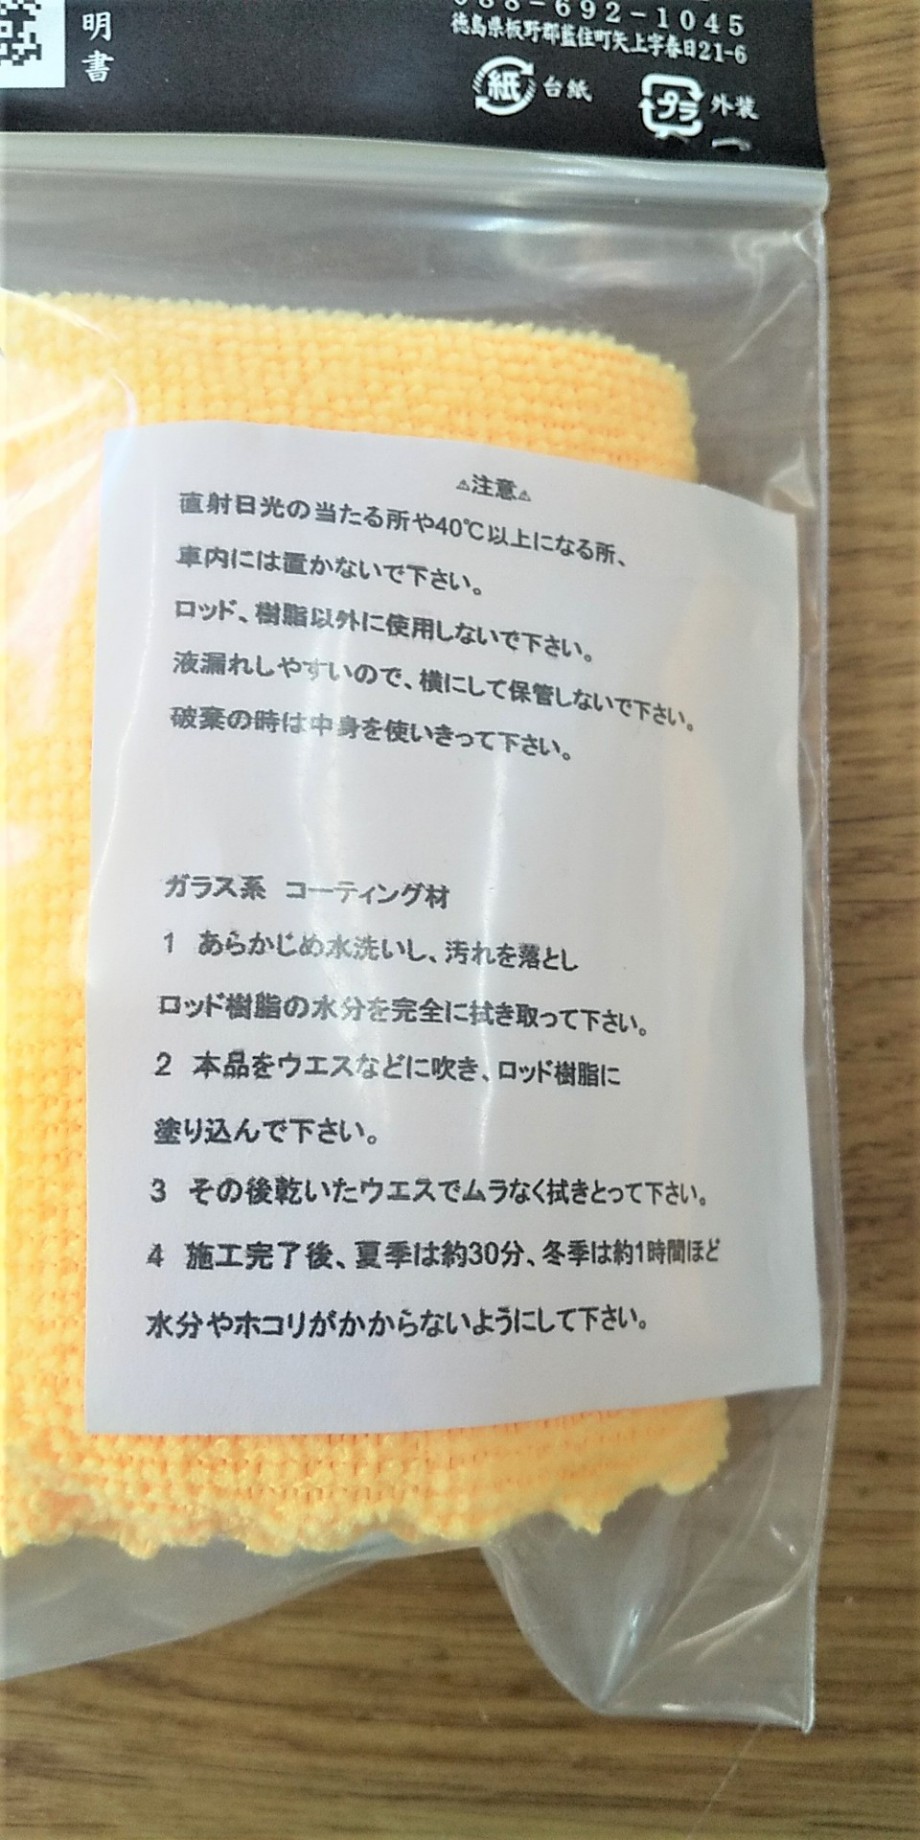 明書
088-692-1045
徳島県板野郡藍住町矢上字春日21-6
紙 台紙
プラ 外装
⚠注意⚠
直射日光の当たる所や40℃以上になる所、
車内には置かないで下さい。
ロッド、樹脂以外に使用しないで下さい。
液漏れしやすいので、横にして保管しないで下さい。
破棄の時は中身を使いきって下さい。
ガラス系 コーティング材
1 あらかじめ水洗いし、汚れを落とし
ロッド樹脂の水分を完全に拭き取って下さい。
2 本品をウエスなどに吹き、ロッド樹脂に
塗り込んで下さい。
3 その後乾いたウエスでムラなく拭きとって下さい。
4 施工完了後、夏季は約30分、冬季は約1時間ほど
水分やホコリがかからないようにして下さい。